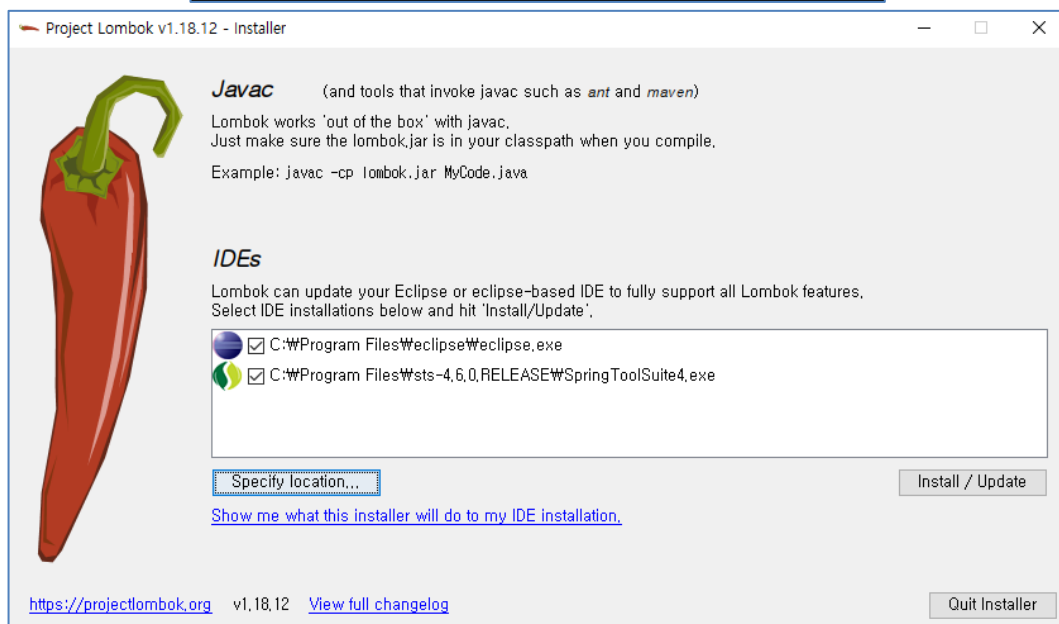 Project Lombok v1.18.12 - Installer
Javac (and tools that invoke javac such as ant and maven)
Lombok works 'out of the box' with javac.
Just make sure the lombok.jar is in your classpath when you compile.
Example: javac -cp lombok.jar MyCode.java
IDEs
Lombok can update your Eclipse or eclipse-based IDE to fully support all Lombok features.
Select IDE installations below and hit 'Install/Update'.
C:₩Program Files₩eclipse₩eclipse.exe
C:₩Program Files₩sts-4.6.0.RELEASE₩SpringToolSuite4.exe
Specify location...
Install / Update
Show me what this installer will do to my IDE installation.
https://projectlombok.org v1.18.12 View full changelog
Quit Installer